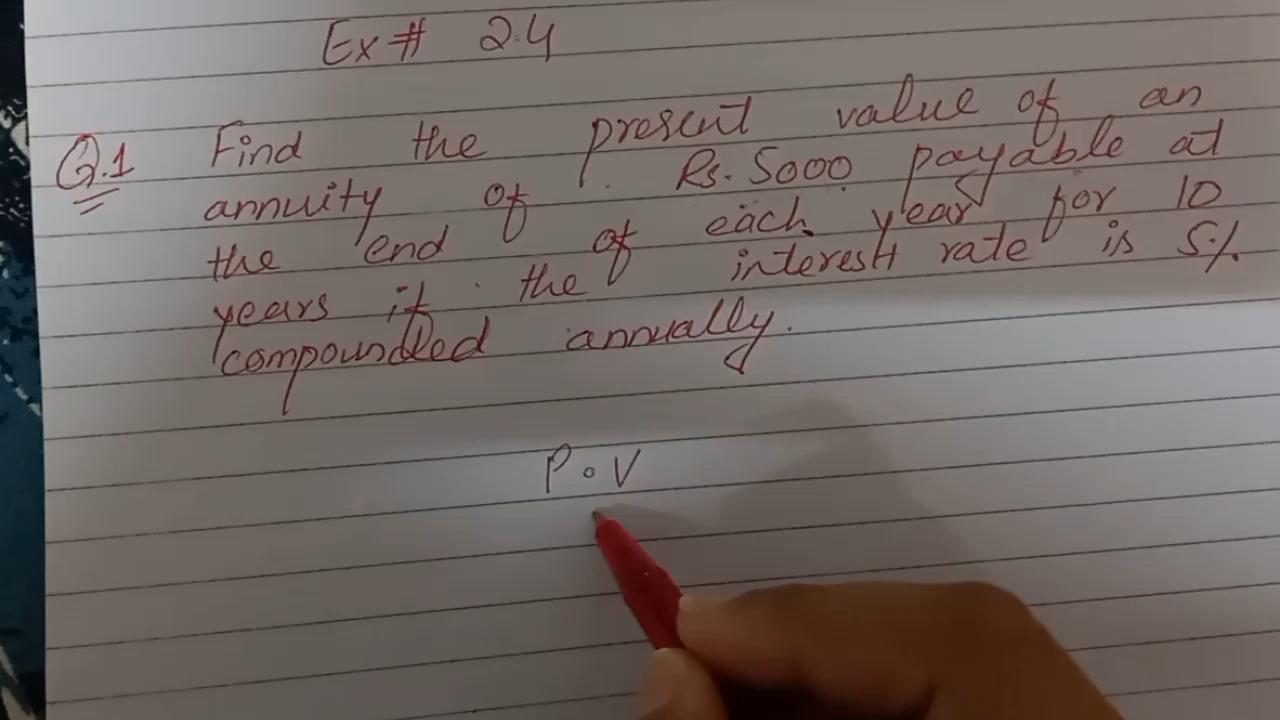 Ex# 2.4
Q.1 Find the present value of an
annuity of Rs. 5000 payable at
the end of each year for 10
years if the interest rate is 5%
compounded annually.
P.V